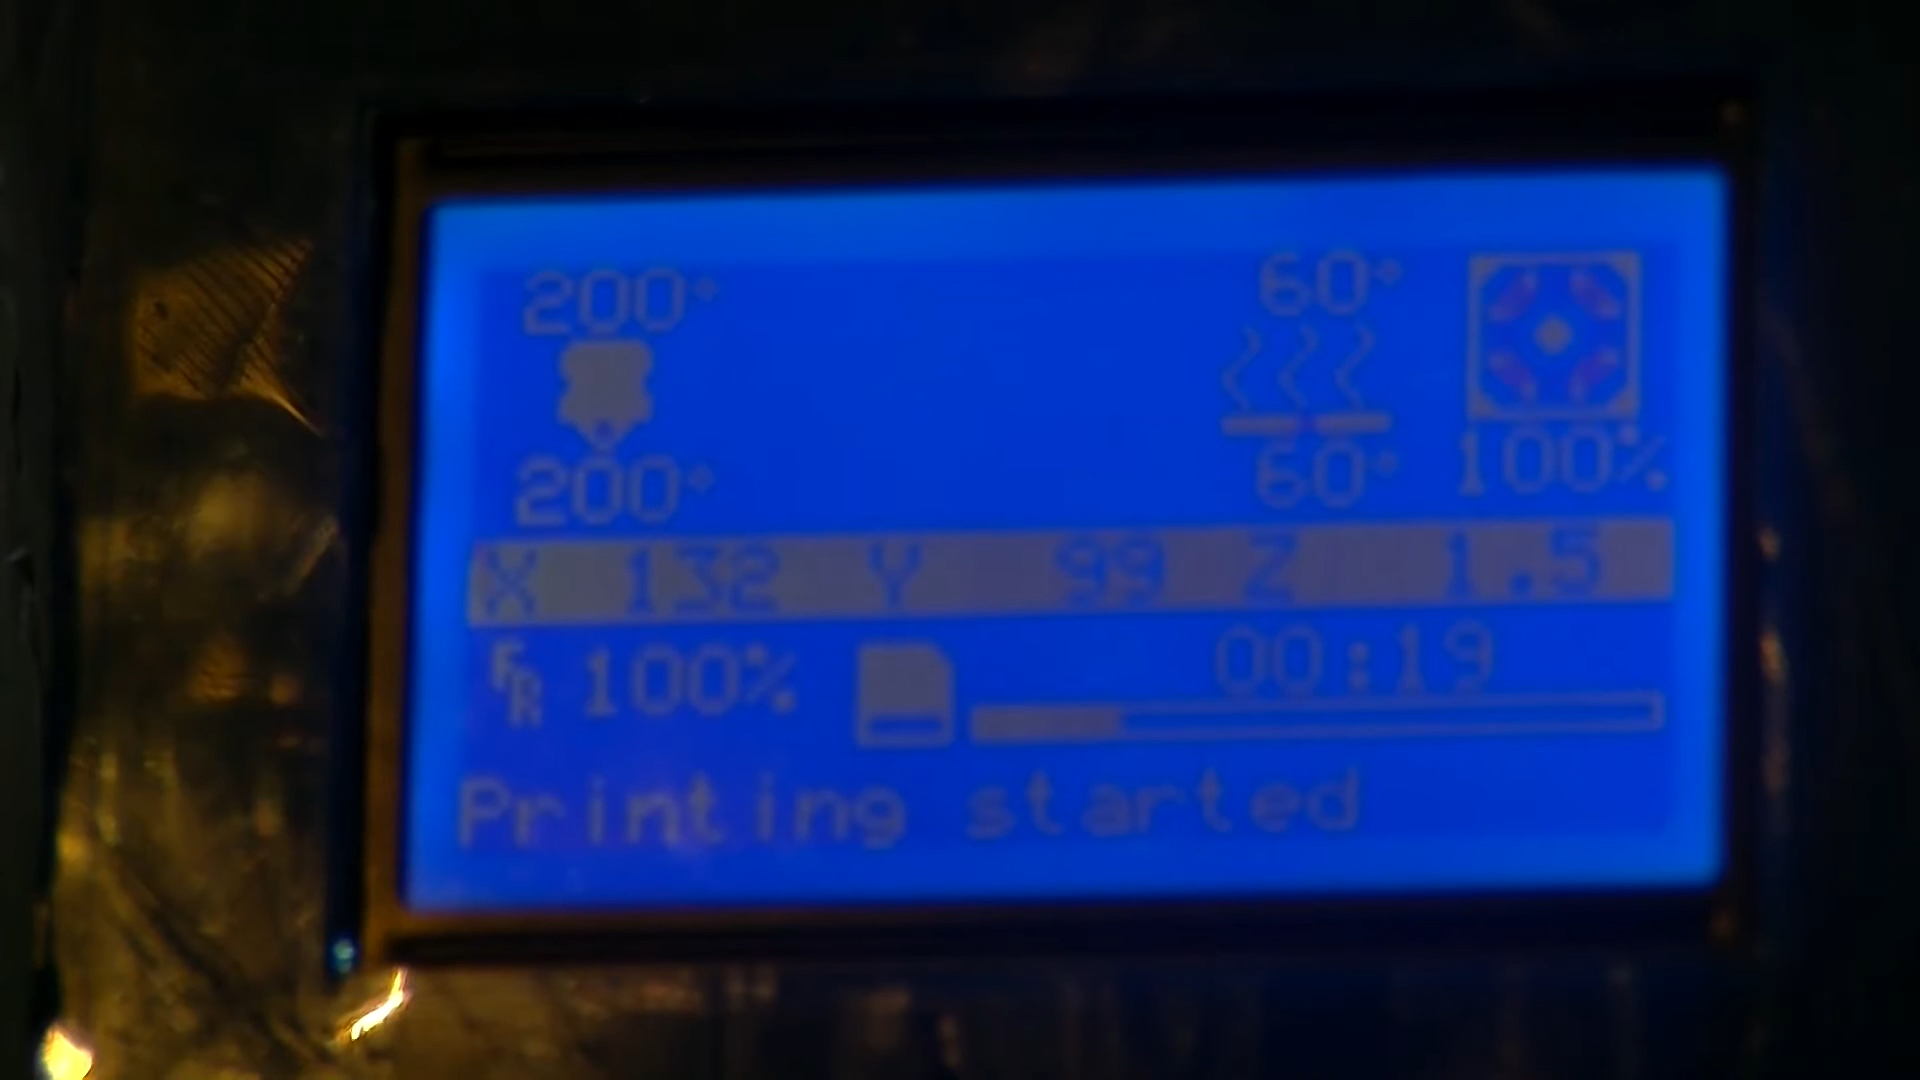 200° 60°
200° 60° 100%
X 132 Y 99 Z 1.5
FR 100% 00:19
Printing started